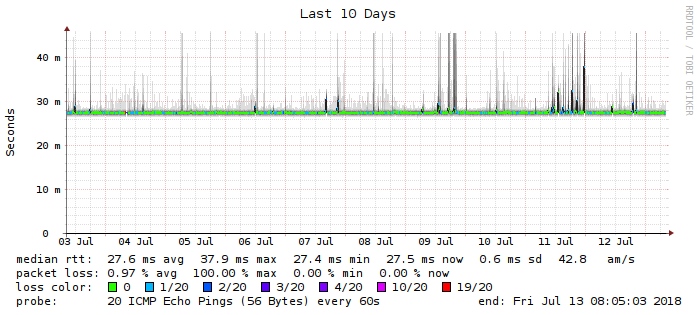 Last 10 Days
RRDTOOL / TOBI OETIKER
Seconds
40 m
30 m
20 m
10 m
0
03 Jul 04 Jul 05 Jul 06 Jul 07 Jul 08 Jul 09 Jul 10 Jul 11 Jul 12 Jul
median rtt: 27.6 ms avg 37.9 ms max 27.4 ms min 27.5 ms now 0.6 ms sd 42.8 am/s
packet loss: 0.97 % avg 100.00 % max 0.00 % min 0.00 % now
loss color: 0 1/20 2/20 3/20 4/20 10/20 19/20
probe: 20 ICMP Echo Pings (56 Bytes) every 60s end: Fri Jul 13 08:05:03 2018